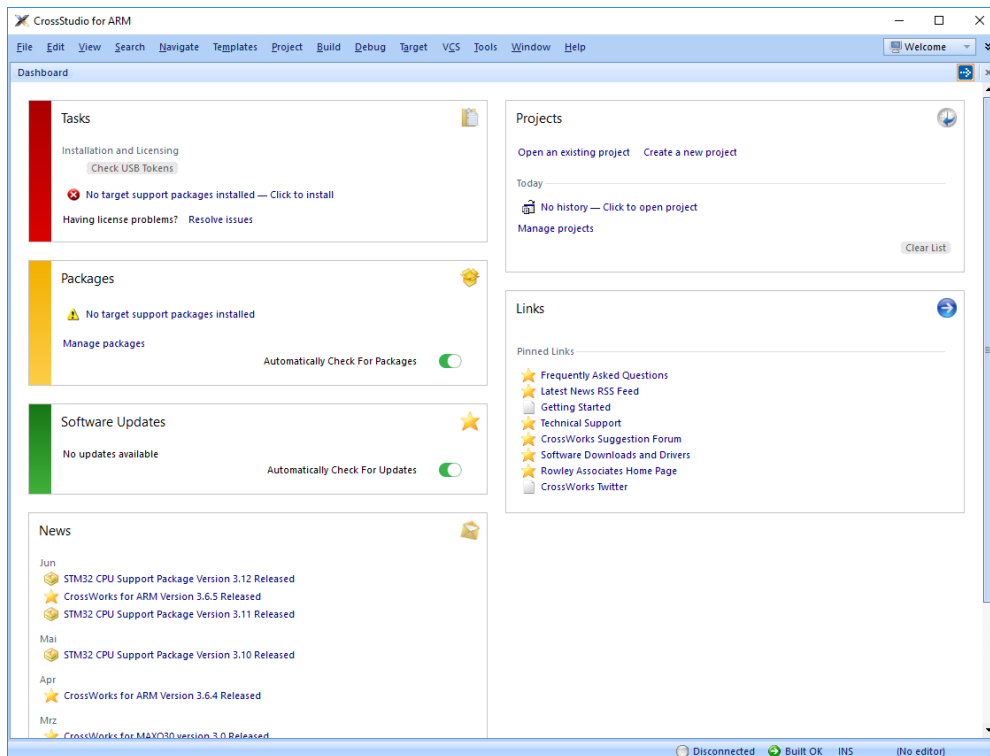 CrossStudio for ARM
File Edit View Search Navigate Templates Project Build Debug Target VCS Tools Window Help
Welcome
Dashboard
Tasks
Installation and Licensing
Check USB Tokens
No target support packages installed — Click to install
Having license problems? Resolve issues
Packages
No target support packages installed
Manage packages
Automatically Check For Packages
Software Updates
No updates available
Automatically Check For Updates
News
Jun
STM32 CPU Support Package Version 3.12 Released
CrossWorks for ARM Version 3.6.5 Released
STM32 CPU Support Package Version 3.11 Released
Mai
STM32 CPU Support Package Version 3.10 Released
Apr
CrossWorks for ARM Version 3.6.4 Released
Mrz
CrossWorks for MAXQ30 version 3.0 Released
Projects
Open an existing project Create a new project
Today
No history — Click to open project
Manage projects
Clear List
Links
Pinned Links
Frequently Asked Questions
Latest News RSS Feed
Getting Started
Technical Support
CrossWorks Suggestion Forum
Software Downloads and Drivers
Rowley Associates Home Page
CrossWorks Twitter
Disconnected Built OK INS (No editor)